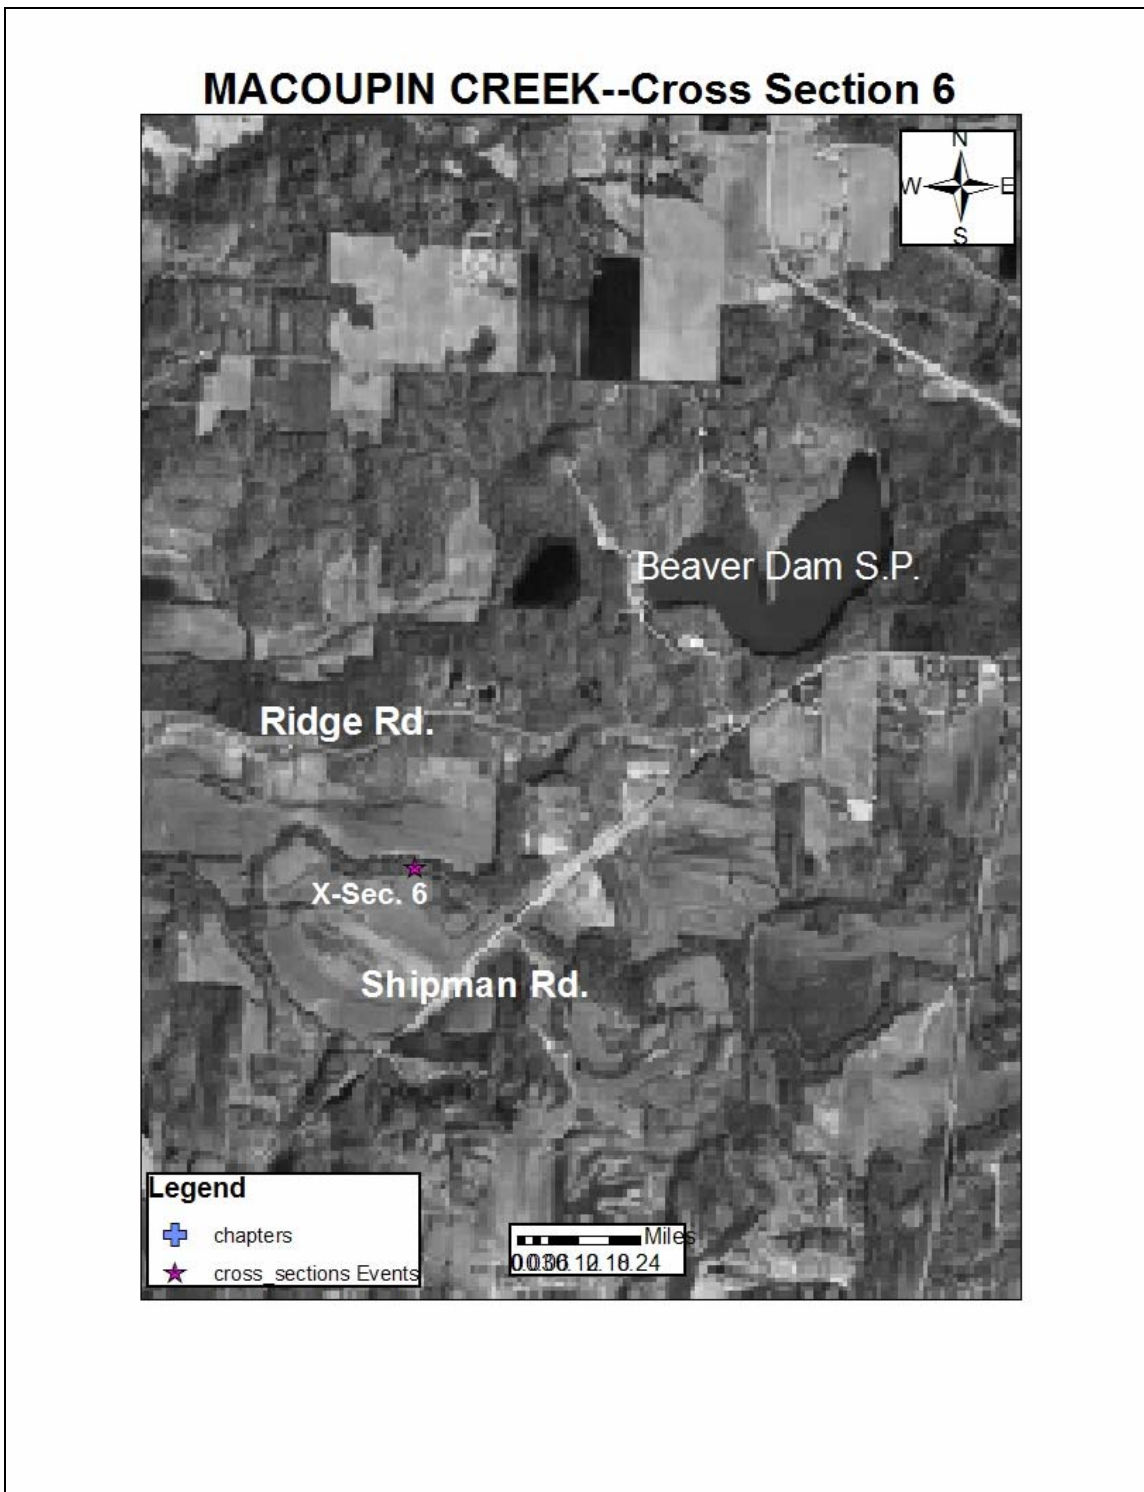 MACOUPIN CREEK--Cross Section 6
N
W E
S
Beaver Dam S.P.
Ridge Rd.
X-Sec. 6
Shipman Rd.
Legend
chapters
cross_sections Events
Miles